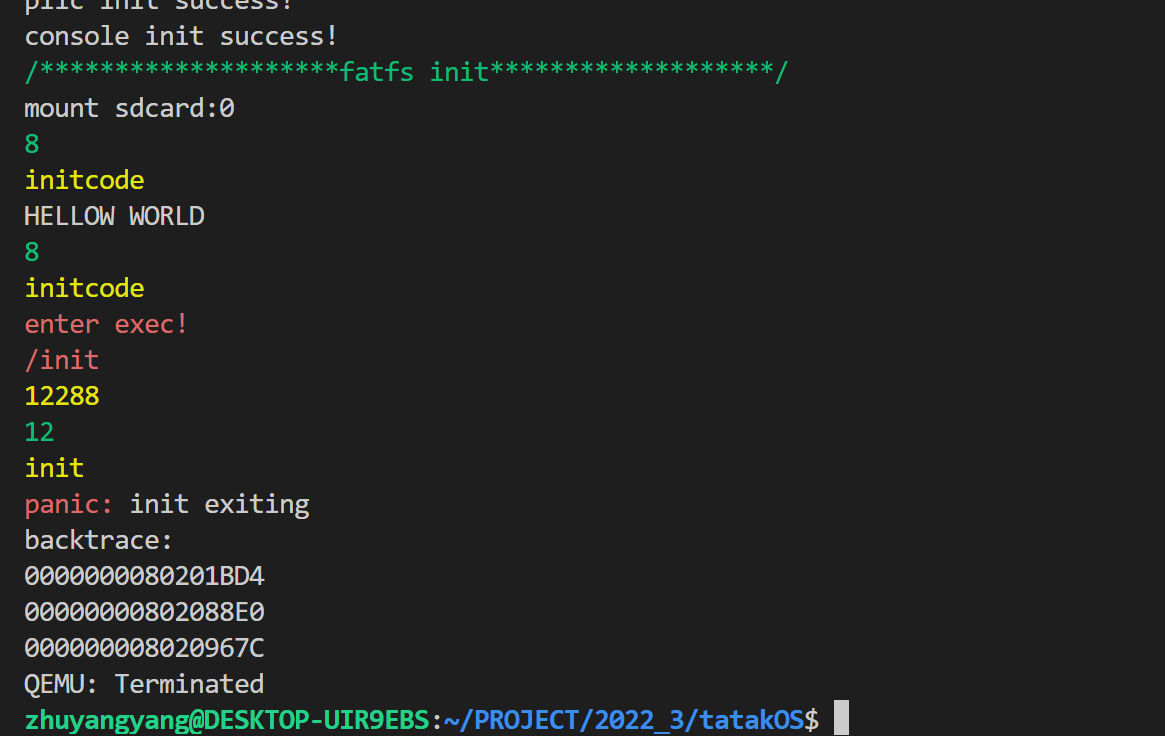 plic init success!
console init success!
/********************fatfs init*******************/
mount sdcard:0
8
initcode
HELLOW WORLD
8
initcode
enter exec!
/init
12288
12
init
panic: init exiting
backtrace:
0000000080201BD4
00000000802088E0
000000008020967C
QEMU: Terminated
zhuyangyang@DESKTOP-UIR9EBS:~/PROJECT/2022_3/tatakOS$